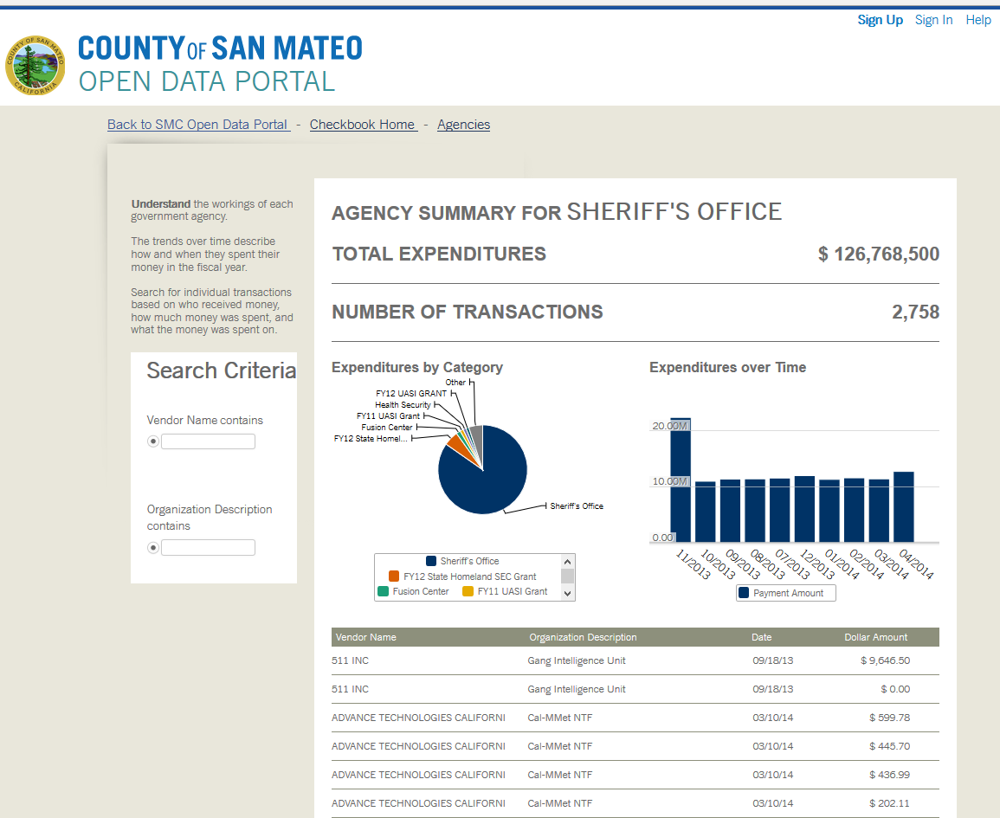 Sign Up Sign In Help
COUNTY OF SAN MATEO
OPEN DATA PORTAL
COUNTY OF SAN MATEO
CALIFORNIA
Back to SMC Open Data Portal - Checkbook Home - Agencies
Understand the workings of each
government agency.
The trends over time describe
how and when they spent their
money in the fiscal year.
Search for individual transactions
based on who received money,
how much money was spent, and
what the money was spent on.
Search Criteria
Vendor Name contains
Organization Description
contains
AGENCY SUMMARY FOR SHERIFF'S OFFICE
TOTAL EXPENDITURES $ 126,768,500
NUMBER OF TRANSACTIONS 2,758
Expenditures by Category
Other
FY12 UASI GRANT
Health Security
FY11 UASI Grant
Fusion Center
FY12 State Homel...
Sheriff's Office
Sheriff's Office
FY12 State Homeland SEC Grant
Fusion Center FY11 UASI Grant
Expenditures over Time
20.00M
10.00M
0.00
11/2013 10/2013 09/2013 08/2013 07/2013 12/2013 01/2014 02/2014 03/2014 04/2014
Payment Amount
Vendor Name Organization Description Date Dollar Amount
511 INC Gang Intelligence Unit 09/18/13 $ 9,646.50
511 INC Gang Intelligence Unit 09/18/13 $ 0.00
ADVANCE TECHNOLOGIES CALIFORNI Cal-MMet NTF 03/10/14 $ 599.78
ADVANCE TECHNOLOGIES CALIFORNI Cal-MMet NTF 03/10/14 $ 445.70
ADVANCE TECHNOLOGIES CALIFORNI Cal-MMet NTF 03/10/14 $ 436.99
ADVANCE TECHNOLOGIES CALIFORNI Cal-MMet NTF 03/10/14 $ 202.11